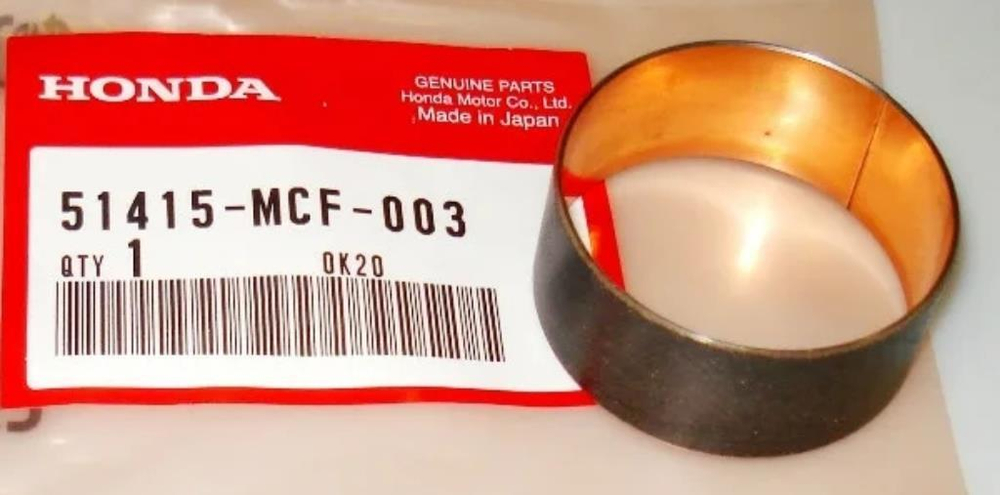 HONDA
GENUINE PARTS
Honda Motor Co., Ltd.
Made in Japan
51415-MCF-003
QTY 1 0K20